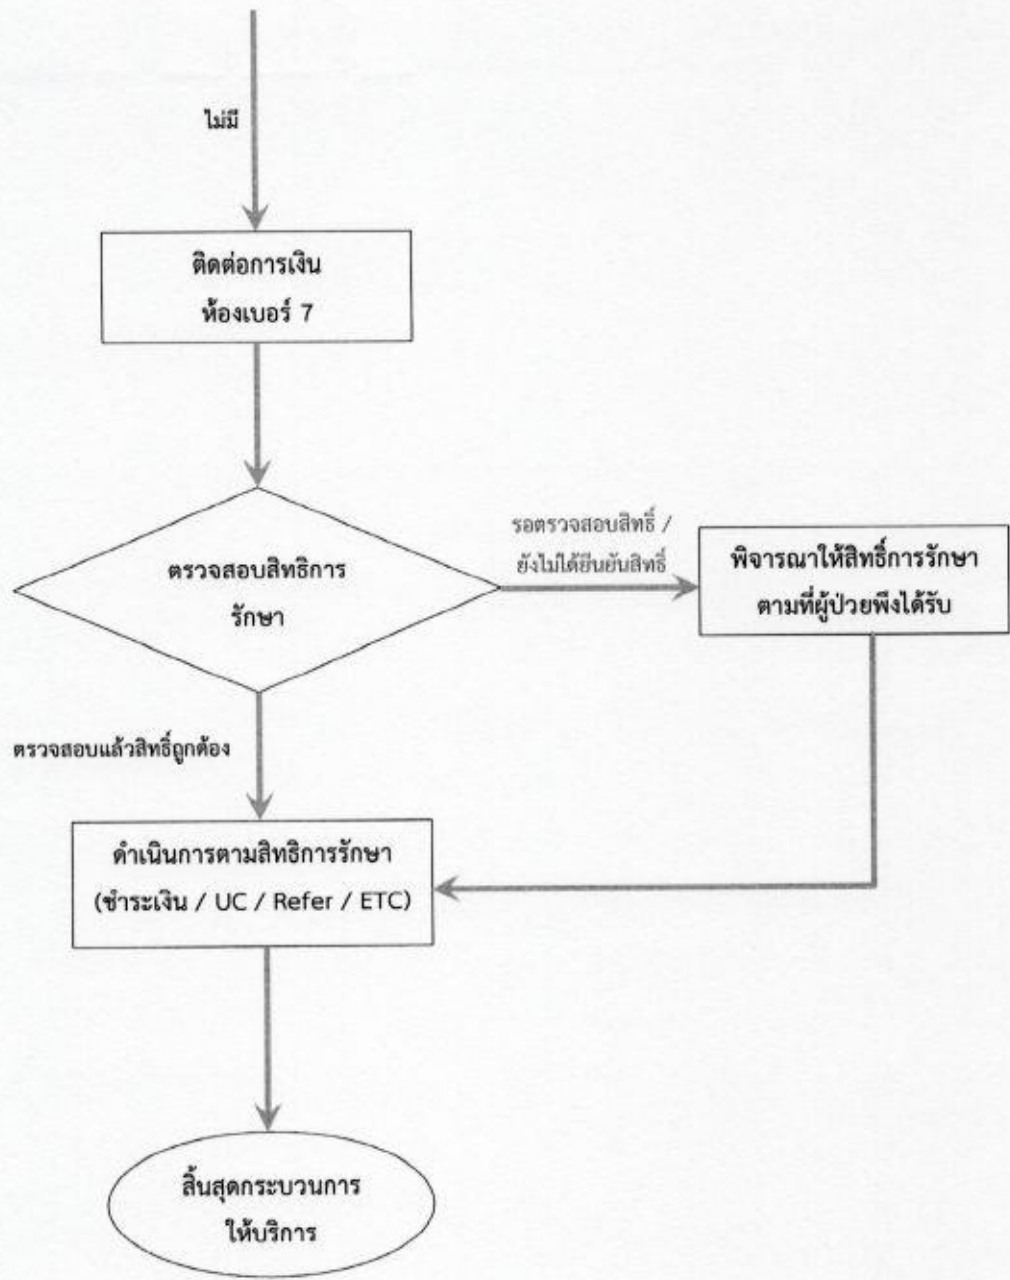 ไม่มี
ติดต่อการเงิน
ห้องเบอร์ 7
ตรวจสอบสิทธิการ
รักษา
รอตรวจสอบสิทธิ์ /
ยังไม่ได้ยืนยันสิทธิ์
พิจารณาให้สิทธิ์การรักษา
ตามที่ผู้ป่วยพึงได้รับ
ตรวจสอบแล้วสิทธิ์ถูกต้อง
ดำเนินการตามสิทธิการรักษา
(ชำระเงิน / UC / Refer / ETC)
สิ้นสุดกระบวนการ
ให้บริการ